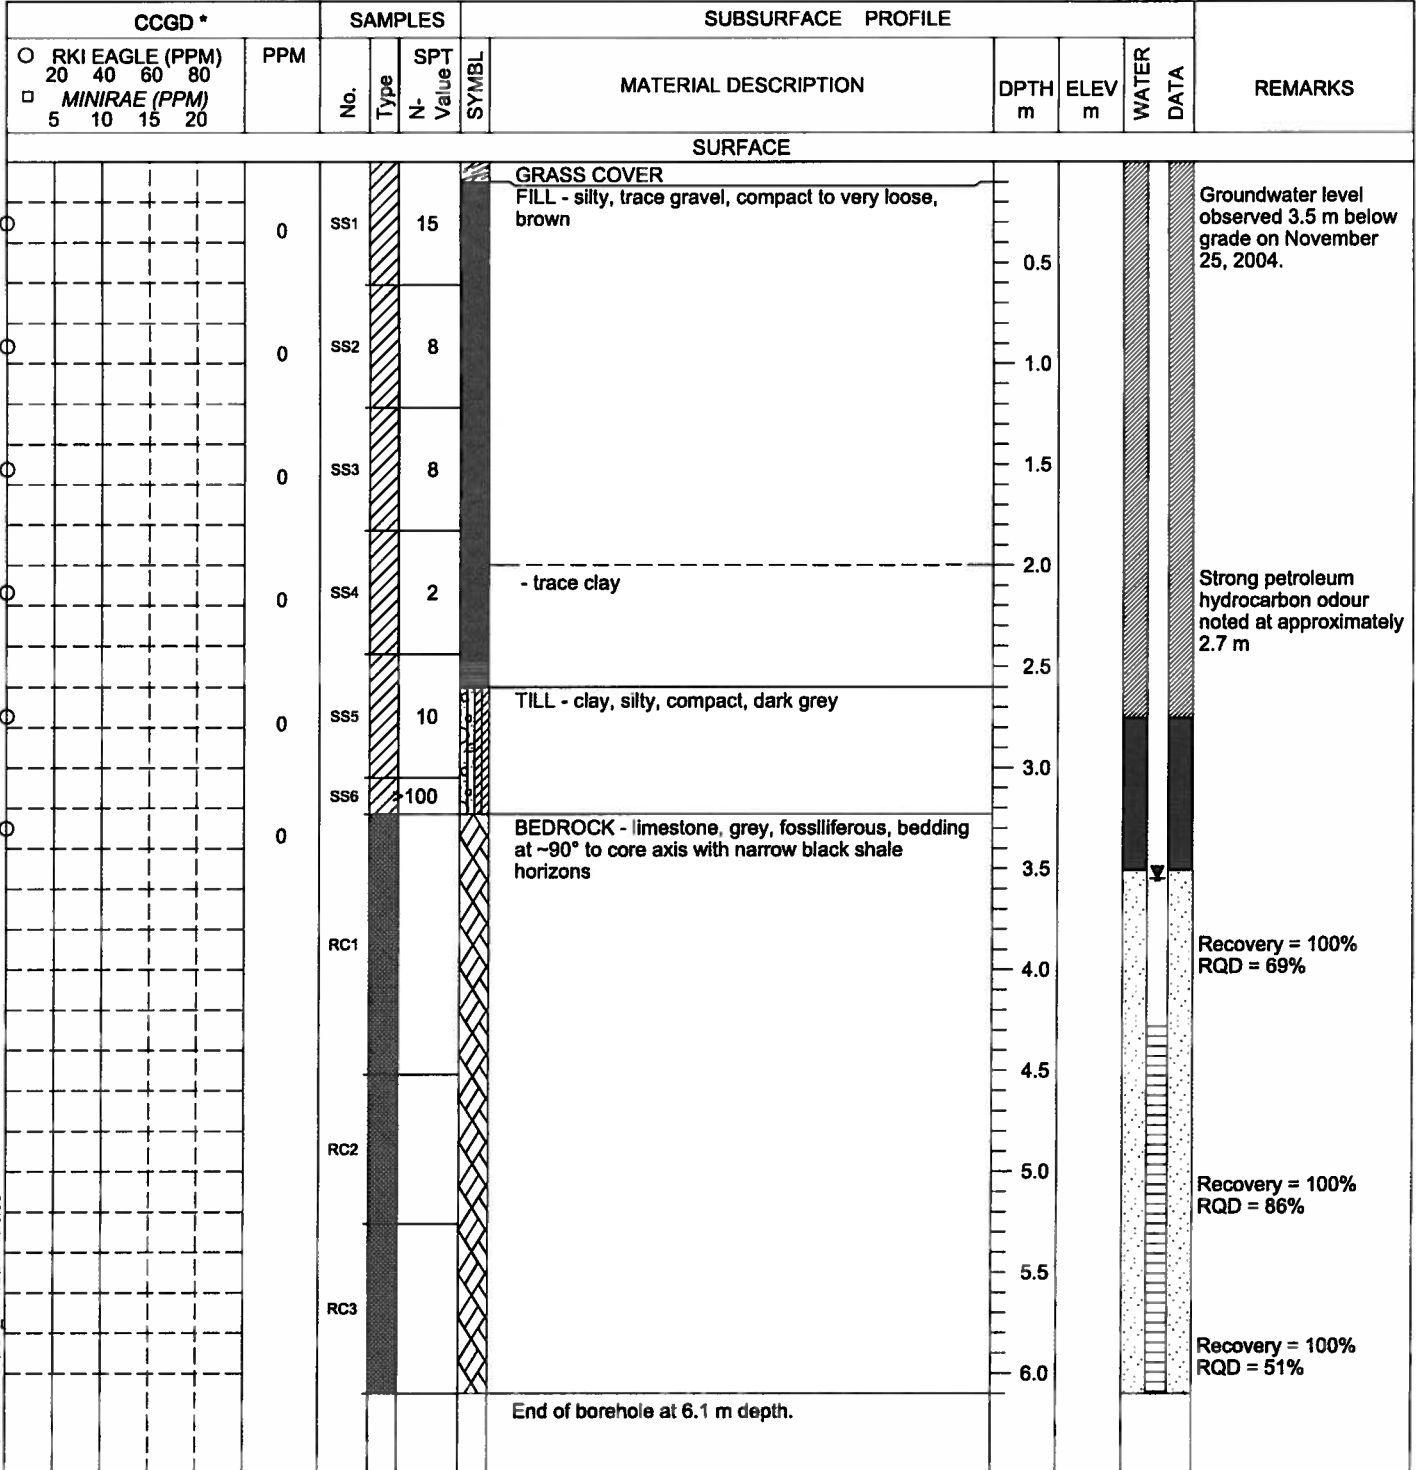 CCGD *
SAMPLES
SUBSURFACE PROFILE
RKI EAGLE (PPM)
20 40 60 80
MINIRAE (PPM)
5 10 15 20
PPM
No.
Type
SPT
N-
Value
SYMBL
MATERIAL DESCRIPTION
DPTH
m
ELEV
m
WATER
DATA
REMARKS
SURFACE
GRASS COVER
FILL - silty, trace gravel, compact to very loose,
brown
Groundwater level
observed 3.5 m below
grade on November
25, 2004.
0 SS1 15
0.5
0 SS2 8
1.0
0 SS3 8
1.5
2.0
- trace clay
0 SS4 2
Strong petroleum
hydrocarbon odour
noted at approximately
2.7 m
2.5
TILL - clay, silty, compact, dark grey
0 SS5 10
3.0
SS6 >100
0
BEDROCK - limestone, grey, fossiliferous, bedding
at ~90° to core axis with narrow black shale
horizons
3.5
RC1
Recovery = 100%
RQD = 69%
4.0
4.5
RC2
5.0
Recovery = 100%
RQD = 86%
5.5
RC3
Recovery = 100%
RQD = 51%
6.0
End of borehole at 6.1 m depth.